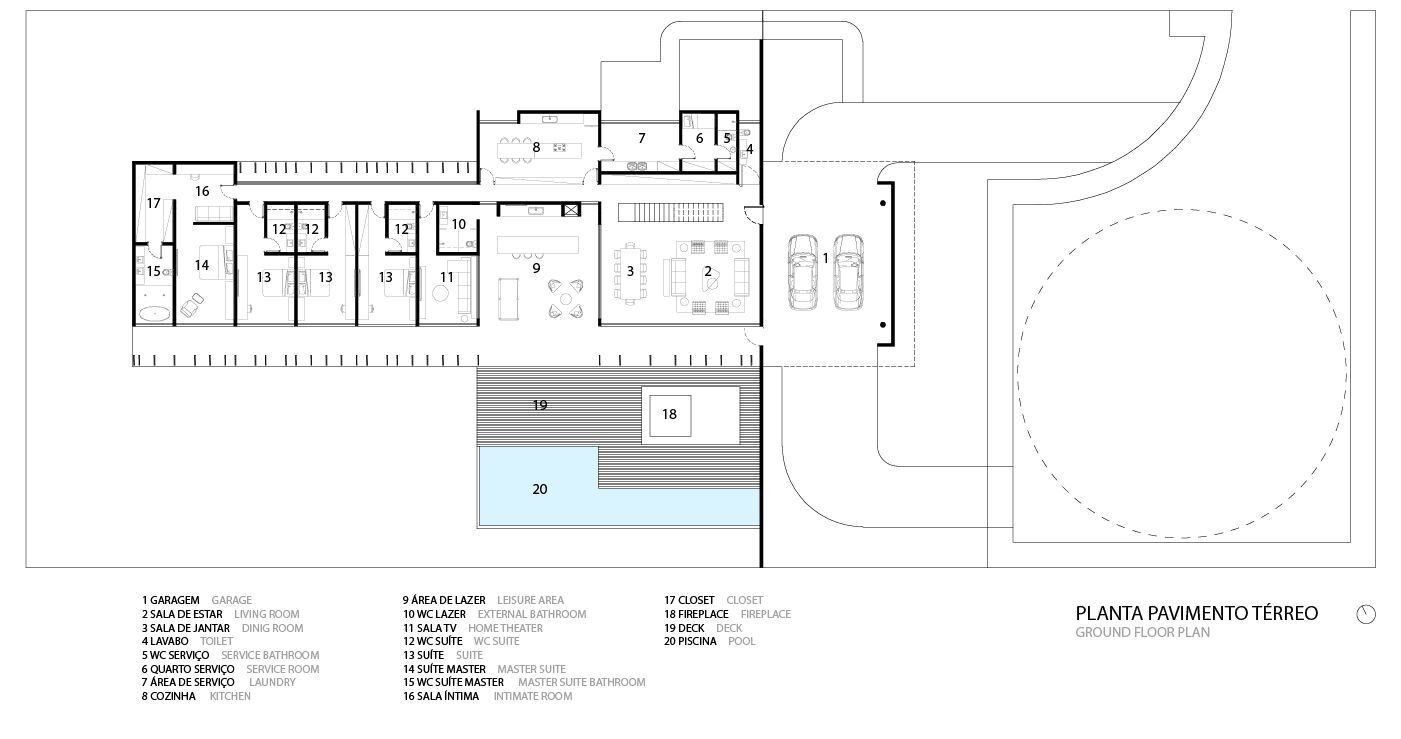 8
7
6
5
4
16
17
12
12
12
10
15
14
13
13
13
11
9
3
2
1
19
18
20
1 GARAGEM GARAGE
2 SALA DE ESTAR LIVING ROOM
3 SALA DE JANTAR DINIG ROOM
4 LAVABO TOILET
5 WC SERVIÇO SERVICE BATHROOM
6 QUARTO SERVIÇO SERVICE ROOM
7 ÁREA DE SERVIÇO LAUNDRY
8 COZINHA KITCHEN
9 ÁREA DE LAZER LEISURE AREA
10 WC LAZER EXTERNAL BATHROOM
11 SALA TV HOME THEATER
12 WC SUÍTE WC SUITE
13 SUÍTE SUITE
14 SUÍTE MASTER MASTER SUITE
15 WC SUÍTE MASTER MASTER SUITE BATHROOM
16 SALA ÍNTIMA INTIMATE ROOM
17 CLOSET CLOSET
18 FIREPLACE FIREPLACE
19 DECK DECK
20 PISCINA POOL
PLANTA PAVIMENTO TÉRREO
GROUND FLOOR PLAN